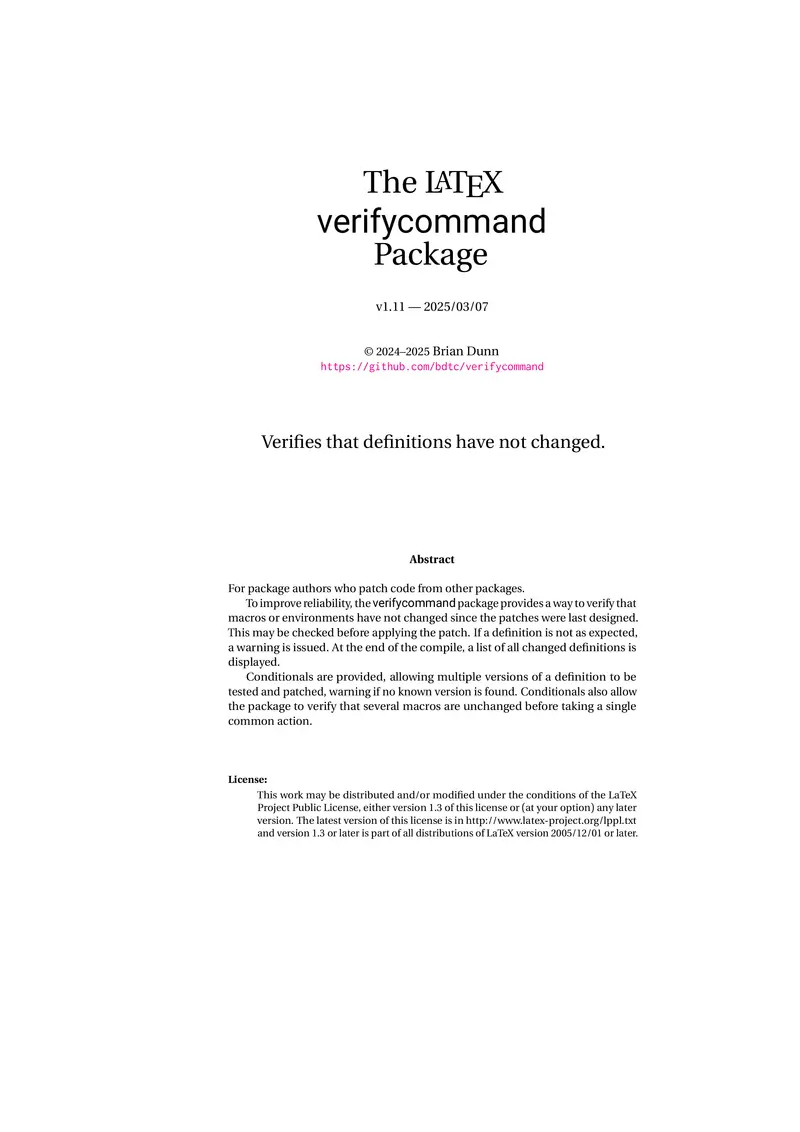 The LATEX
verifycommand
Package
v1.11 — 2025/03/07
© 2024–2025 Brian Dunn
https://github.com/bdtc/verifycommand
Verifies that definitions have not changed.
Abstract
For package authors who patch code from other packages.
To improve reliability, the verifycommand package provides a way to verify that
macros or environments have not changed since the patches were last designed.
This may be checked before applying the patch. If a definition is not as expected,
a warning is issued. At the end of the compile, a list of all changed definitions is
displayed.
Conditionals are provided, allowing multiple versions of a definition to be
tested and patched, warning if no known version is found. Conditionals also allow
the package to verify that several macros are unchanged before taking a single
common action.
License:
This work may be distributed and/or modified under the conditions of the LaTeX
Project Public License, either version 1.3 of this license or (at your option) any later
version. The latest version of this license is in http://www.latex-project.org/lppl.txt
and version 1.3 or later is part of all distributions of LaTeX version 2005/12/01 or later.